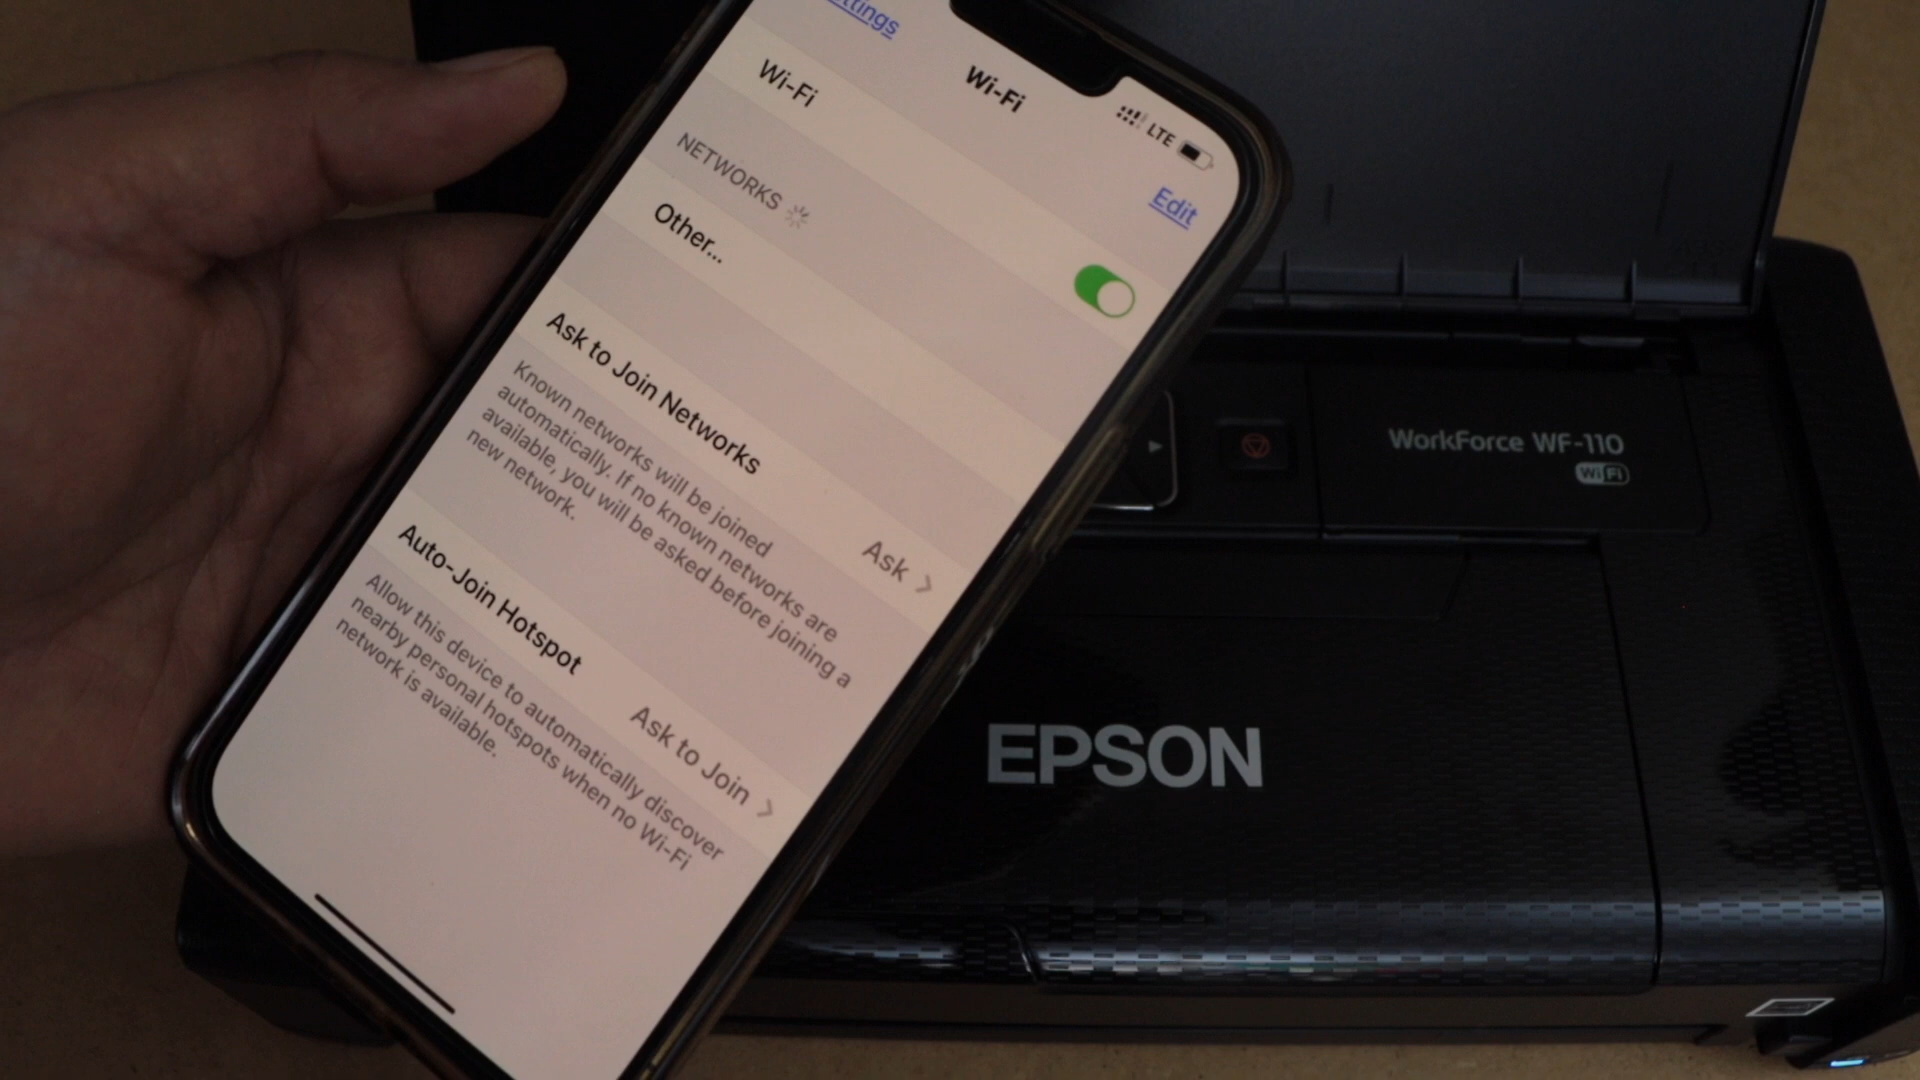 Wi-Fi
LTE
Edit
Wi-Fi
NETWORKS
Other...
Ask to Join Networks
Ask
Known networks will be joined
automatically. If no known networks are
available, you will be asked before joining a
new network.
Auto-Join Hotspot
Ask to Join
Allow this device to automatically discover
nearby personal hotspots when no Wi-Fi
network is available.
WorkForce WF-110
Wi Fi
EPSON